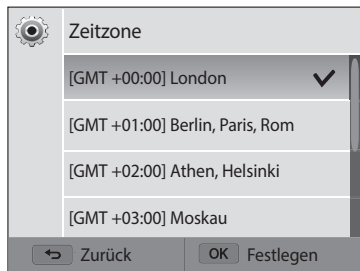 Zeitzone
[GMT +00:00] London
[GMT +01:00] Berlin, Paris, Rom
[GMT +02:00] Athen, Helsinki
[GMT +03:00] Moskau
Zurück OK Festlegen